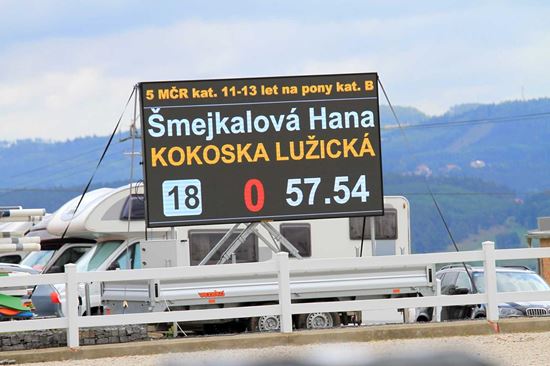 5 MČR kat. 11-13 let na pony kat. B
Šmejkalová Hana
KOKOSKA LUŽICKÁ
18 0 57.54